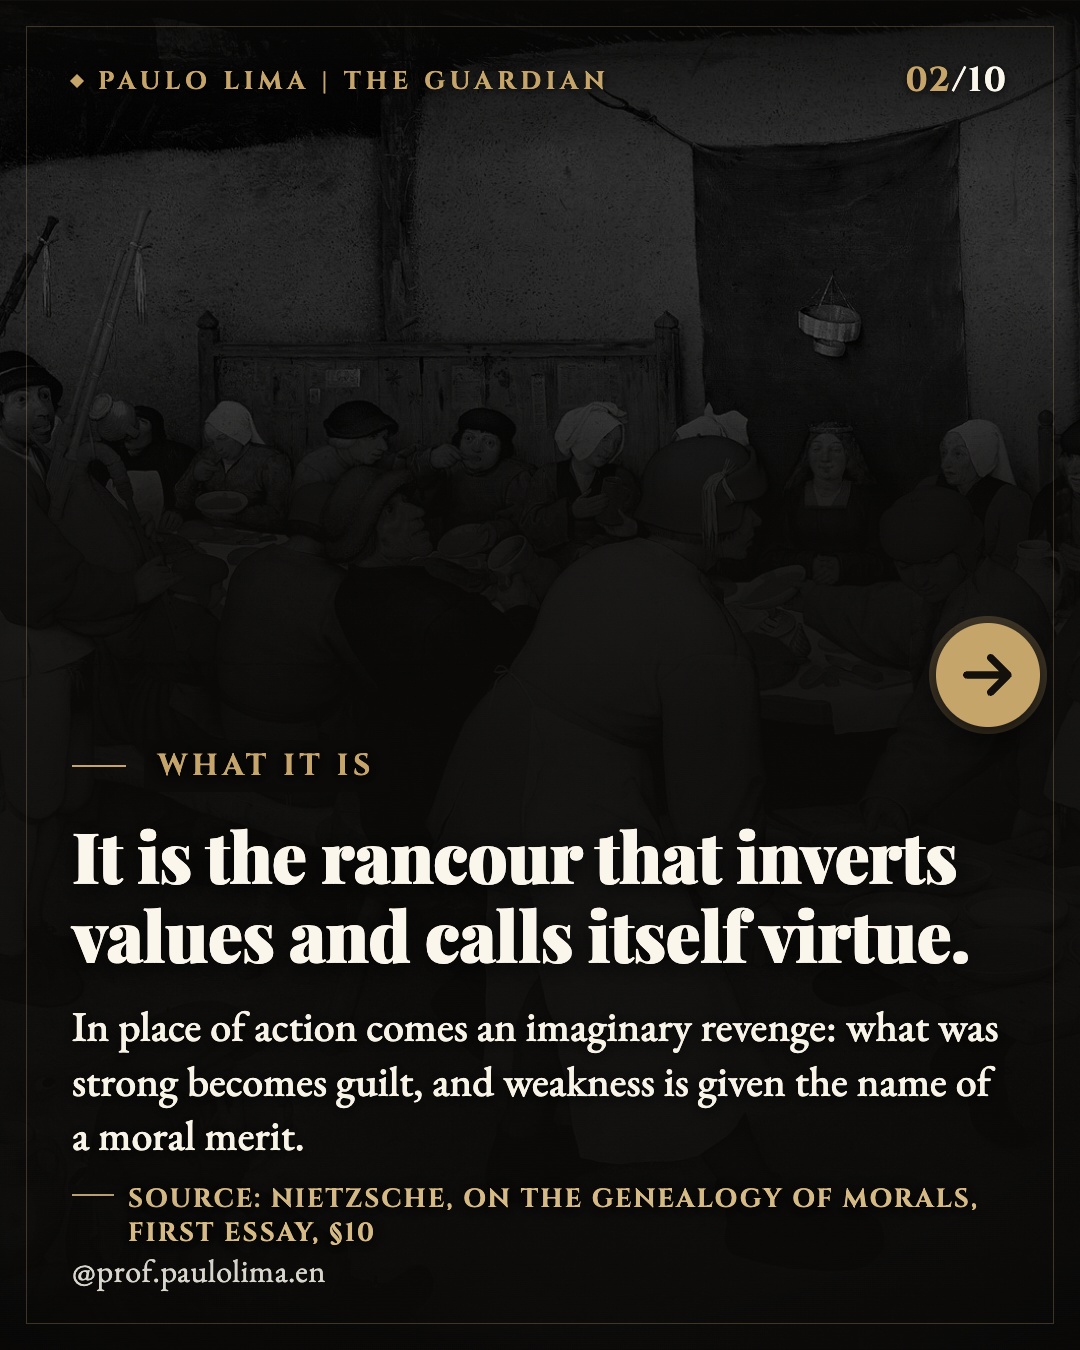 ◆ PAULO LIMA | THE GUARDIAN
02/10
WHAT IT IS
It is the rancour that inverts
values and calls itself virtue.
In place of action comes an imaginary revenge: what was
strong becomes guilt, and weakness is given the name of
a moral merit.
SOURCE: NIETZSCHE, ON THE GENEALOGY OF MORALS,
FIRST ESSAY, §10
@prof.paulolima.en